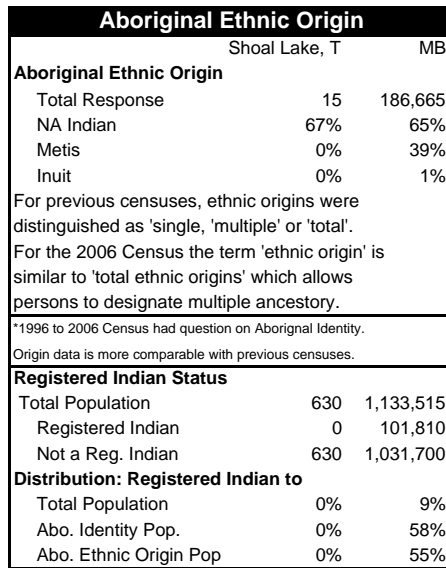 Aboriginal Ethnic Origin
Shoal Lake, T MB
Aboriginal Ethnic Origin
Total Response 15 186,665
NA Indian 67% 65%
Metis 0% 39%
Inuit 0% 1%
For previous censuses, ethnic origins were
distinguished as 'single, 'multiple' or 'total'.
For the 2006 Census the term 'ethnic origin' is
similar to 'total ethnic origins' which allows
persons to designate multiple ancestory.
*1996 to 2006 Census had question on Aborignal Identity.
Origin data is more comparable with previous censuses.
Registered Indian Status
Total Population 630 1,133,515
Registered Indian 0 101,810
Not a Reg. Indian 630 1,031,700
Distribution: Registered Indian to
Total Population 0% 9%
Abo. Identity Pop. 0% 58%
Abo. Ethnic Origin Pop 0% 55%